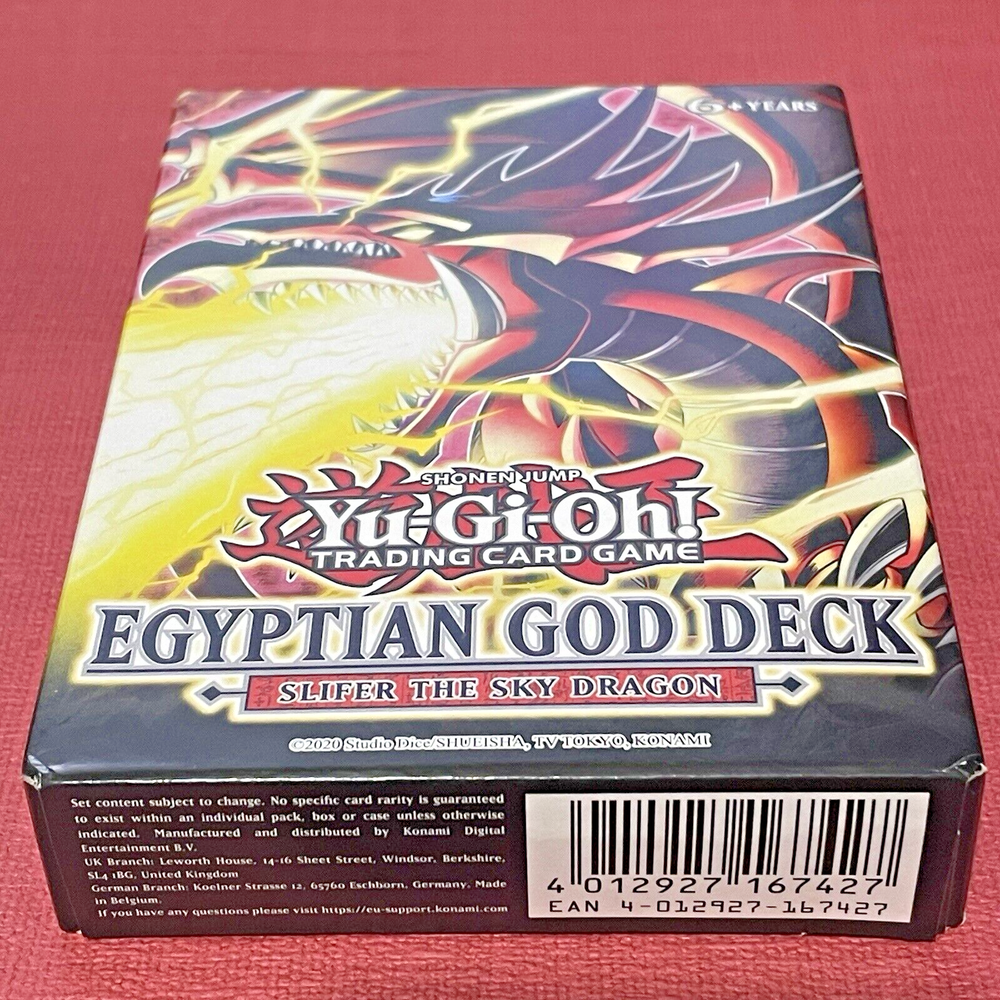 6+YEARS
SHONEN JUMP
Yu-Gi-Oh!
TRADING CARD GAME
EGYPTIAN GOD DECK
SLIFER THE SKY DRAGON
©2020 Studio Dice/SHUEISHA, TV TOKYO, KONAMI
Set content subject to change. No specific card rarity is guaranteed
to exist within an individual pack, box or case unless otherwise
indicated. Manufactured and distributed by Konami Digital
Entertainment B.V.
UK Branch: Leworth House, 14-16 Sheet Street, Windsor, Berkshire,
SL4 1BG, United Kingdom
German Branch: Koelner Strasse 12, 65760 Eschborn, Germany. Made
in Belgium.
If you have any questions please visit https://eu-support.konami.com
4 012927 167427
EAN 4-012927-167427